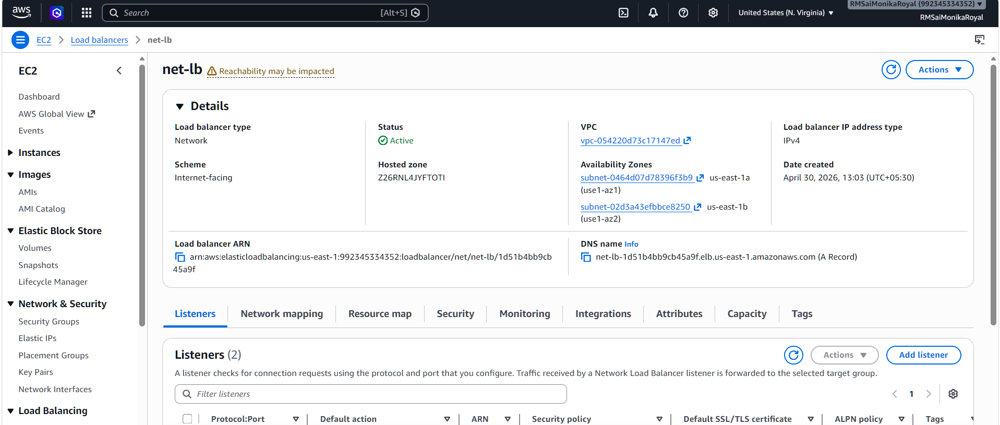 aws
Search
[Alt+S]
United States (N. Virginia)
RMSaiMonikaRoyal (992345334352)
RMSaiMonikaRoyal
EC2 Load balancers net-lb
EC2
Dashboard
AWS Global View
Events
Instances
Images
AMIs
AMI Catalog
Elastic Block Store
Volumes
Snapshots
Lifecycle Manager
Network & Security
Security Groups
Elastic IPs
Placement Groups
Key Pairs
Network Interfaces
Load Balancing
net-lb
Reachability may be impacted
Actions
Details
Load balancer type
Network
Status
Active
VPC
vpc-054220d73c17147ed
Load balancer IP address type
IPv4
Scheme
Internet-facing
Hosted zone
Z26RNL4JYFTOTI
Availability Zones
subnet-0464d07d78396f3b9 us-east-1a
(use1-az1)
subnet-02d3a43efbbce8250 us-east-1b
(use1-az2)
Date created
April 30, 2026, 13:03 (UTC+05:30)
Load balancer ARN
arn:aws:elasticloadbalancing:us-east-1:992345334352:loadbalancer/net/net-lb/1d51b4bb9cb
45a9f
DNS name Info
net-lb-1d51b4bb9cb45a9f.elb.us-east-1.amazonaws.com (A Record)
Listeners
Network mapping
Resource map
Security
Monitoring
Integrations
Attributes
Capacity
Tags
Listeners (2)
Actions
Add listener
A listener checks for connection requests using the protocol and port that you configure. Traffic received by a Network Load Balancer listener is forwarded to the selected target group.
Filter listeners
1
Protocol:Port
Default action
ARN
Security policy
Default SSL/TLS certificate
ALPN policy
Tags